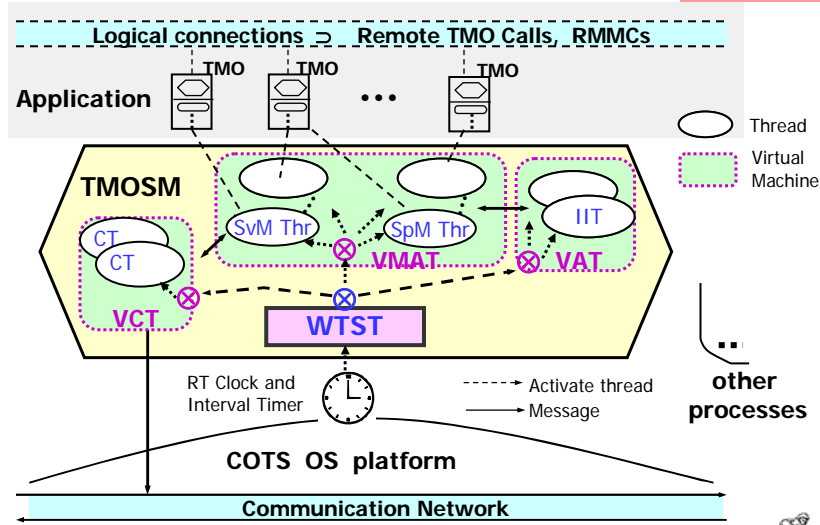 Logical connections ⊃ Remote TMO Calls, RMMCs
TMO
TMO
TMO
Application
• • •
Thread
Virtual
Machine
TMOSM
SvM Thr
SpM Thr
IIT
CT
CT
VMAT
VAT
VCT
WTST
RT Clock and
Interval Timer
Activate thread
Message
other
processes
COTS OS platform
Communication Network